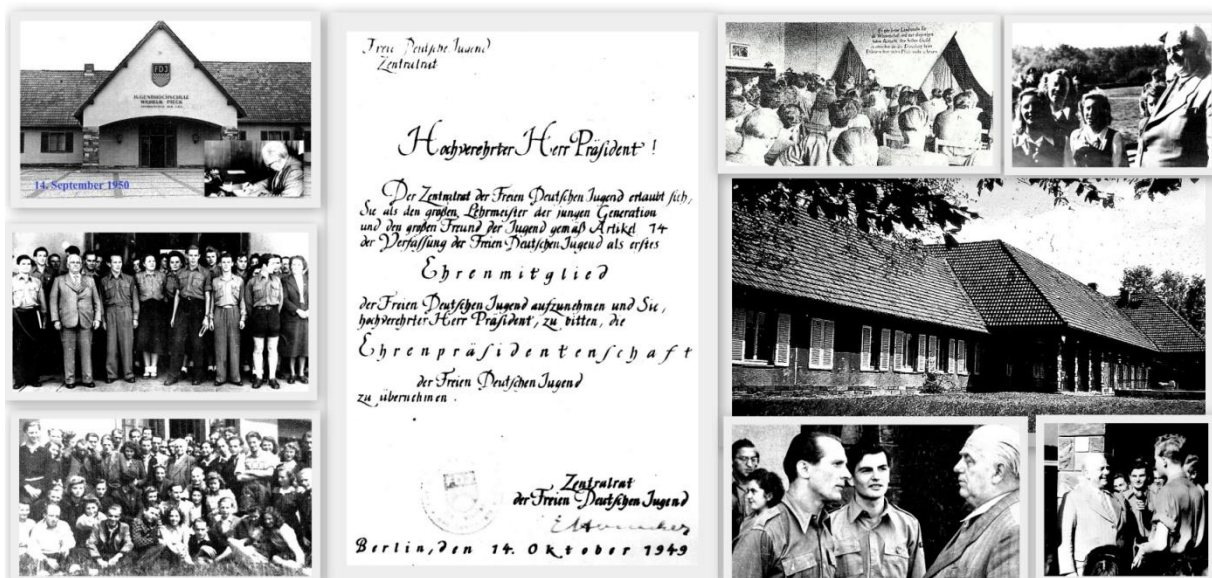 FDJ
JUGENDHOCHSCHULE
WILHELM PIECK
14. September 1950
Freie Deutsche Jugend
Zentralrat
Hochverehrter Herr Präsident !
Der Zentralrat der Freien Deutschen Jugend erlaubt sich,
Sie als den großen Lehrmeister der jungen Generation
und den großen Freund der Jugend gemäß Artikel 14
der Verfassung der Freien Deutschen Jugend als erstes
Ehrenmitglied
der Freien Deutschen Jugend aufzunehmen und Sie,
hochverehrter Herr Präsident, zu bitten, die
Ehrenpräsidentenschaft
der Freien Deutschen Jugend
zu übernehmen.
Zentralrat
der Freien Deutschen Jugend
Berlin, den 14. Oktober 1949